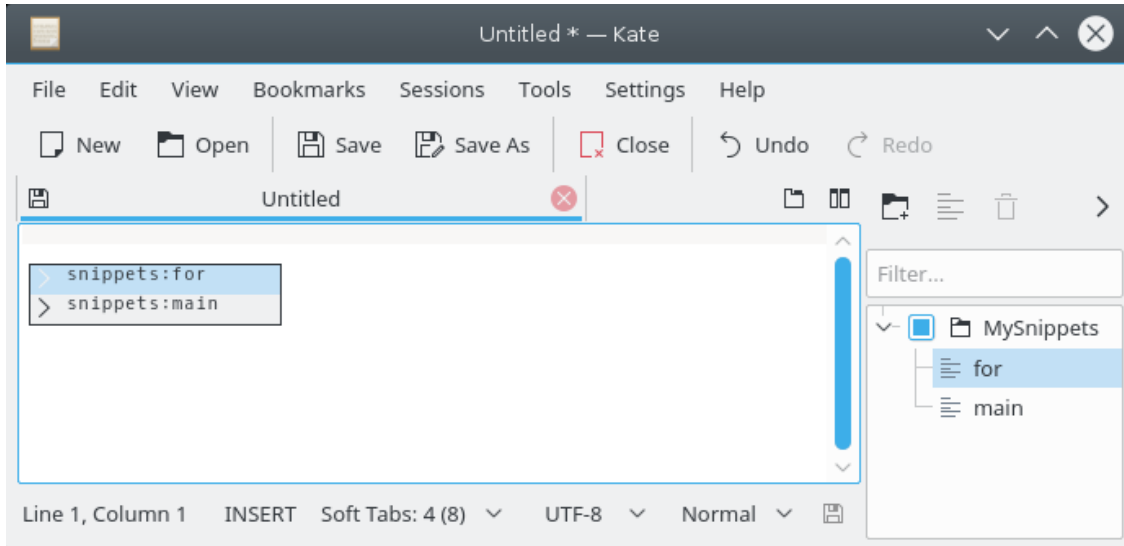 Untitled * — Kate
File Edit View Bookmarks Sessions Tools Settings Help
New Open Save Save As Close Undo Redo
Untitled
Filter...
snippets:for
snippets:main
MySnippets
for
main
Line 1, Column 1 INSERT Soft Tabs: 4 (8) UTF-8 Normal